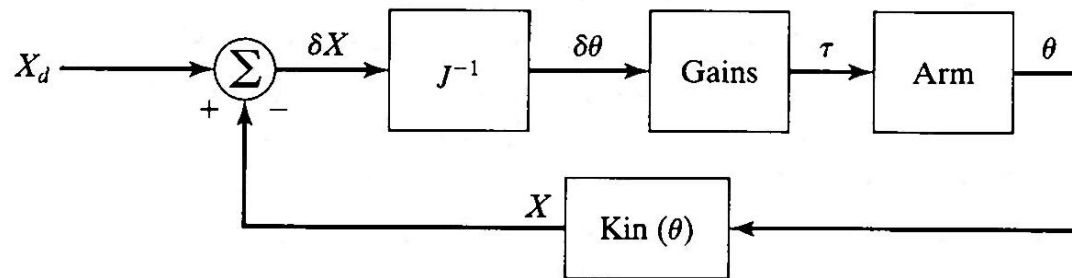 X_d + − Σ δX J⁻¹ δθ Gains τ Arm θ
X Kin (θ)